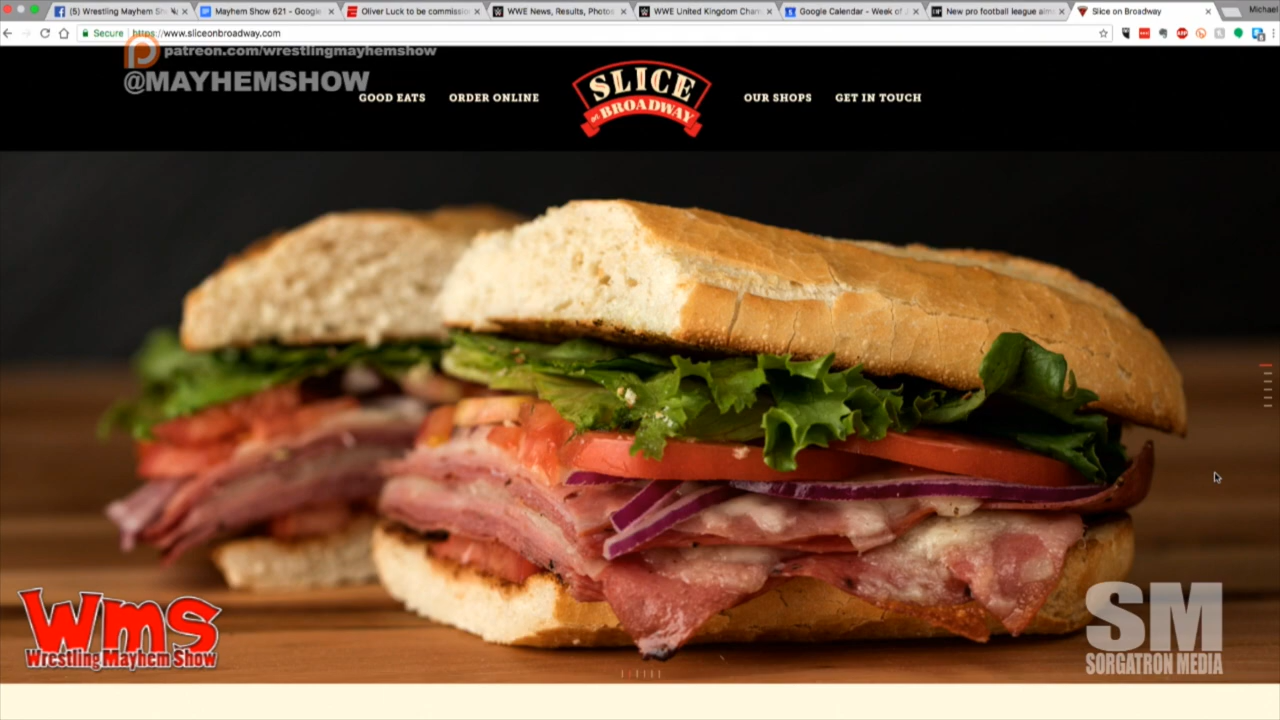 (5) Wrestling Mayhem Sh
Mayhem Show 621 - Google
Oliver Luck to be commissio
WWE News, Results, Photos
WWE United Kingdom Cham
Google Calendar - Week of J
New pro football league aims
Slice on Broadway
Michael
Secure
https://www.sliceonbroadway.com
patreon.com/wrestlingmayhemshow
@MAYHEMSHOW
GOOD EATS
ORDER ONLINE
SLICE
on BROADWAY
OUR SHOPS
GET IN TOUCH
WMS
Wrestling Mayhem Show
SM
SORGATRON MEDIA